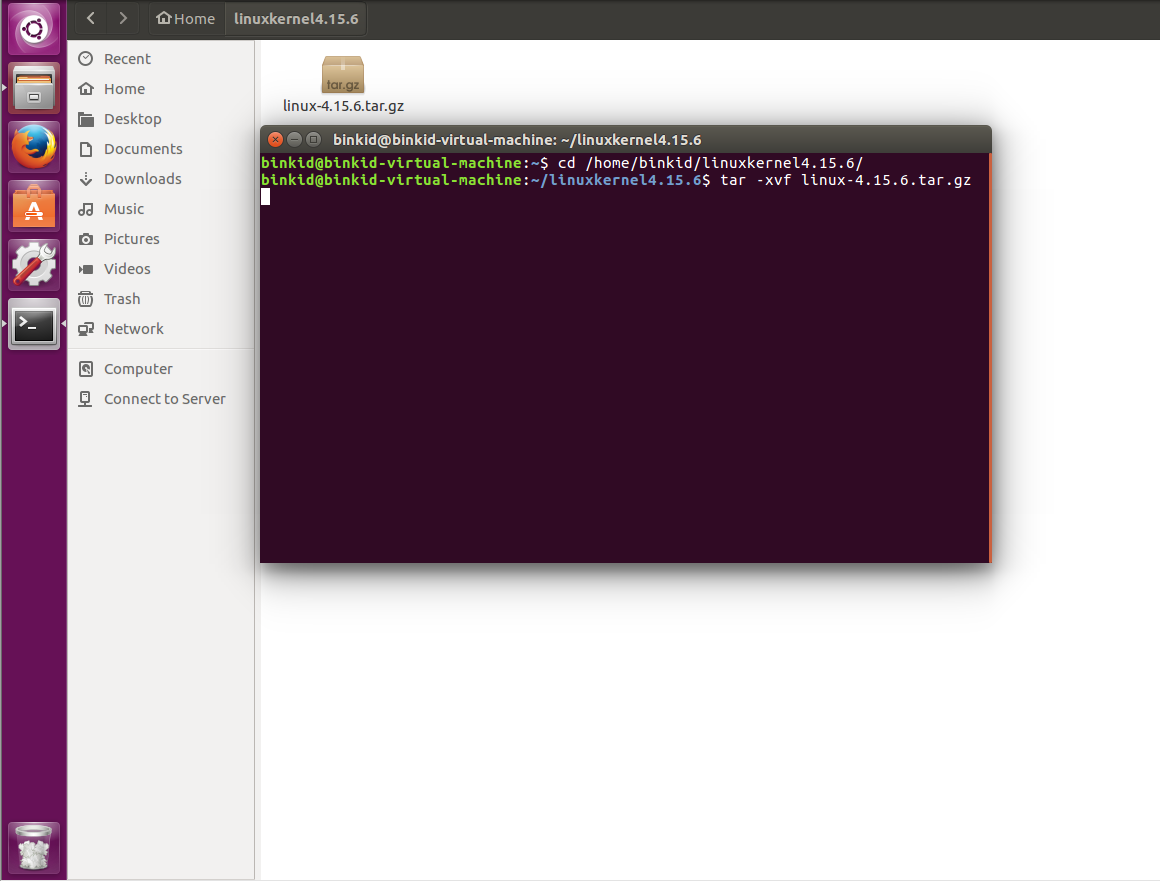 Home linuxkernel4.15.6
Recent
Home
Desktop
Documents
Downloads
Music
Pictures
Videos
Trash
Network
Computer
Connect to Server
tar.gz
linux-4.15.6.tar.gz
binkid@binkid-virtual-machine: ~/linuxkernel4.15.6
binkid@binkid-virtual-machine:~$ cd /home/binkid/linuxkernel4.15.6/
binkid@binkid-virtual-machine:~/linuxkernel4.15.6$ tar -xvf linux-4.15.6.tar.gz